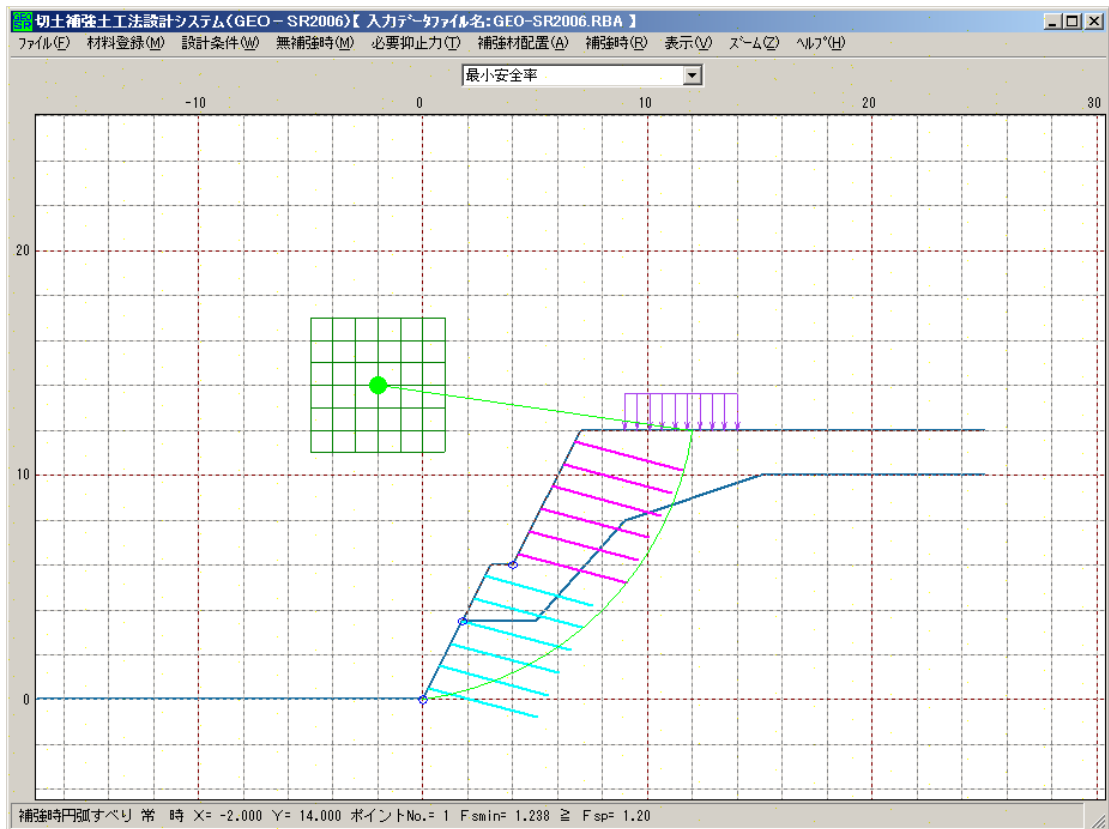 GEO SR 切土補強土工法設計システム(GEO－SR2006)【 入力ﾃﾞｰﾀﾌｧｲﾙ名:GEO-SR2006.RBA 】
ファイル(F) 材料登録(M) 設計条件(W) 無補強時(M) 必要抑止力(T) 補強材配置(A) 補強時(R) 表示(V) ｽﾞｰﾑ(Z) ﾍﾙﾌﾟ(H)
最小安全率
-10 0 10 20 30
20
10
0
補強時円弧すべり 常　時 X= -2.000 Y= 14.000 ポイントNo.= 1 Fsmin= 1.238 ≧ Fsp= 1.20